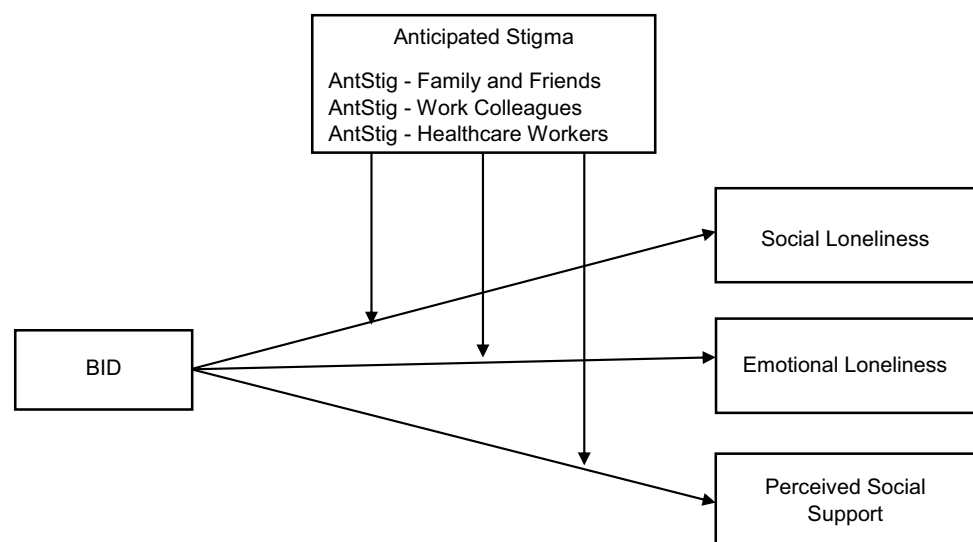 Anticipated Stigma
AntStig - Family and Friends
AntStig - Work Colleagues
AntStig - Healthcare Workers
Social Loneliness
BID
Emotional Loneliness
Perceived Social
Support